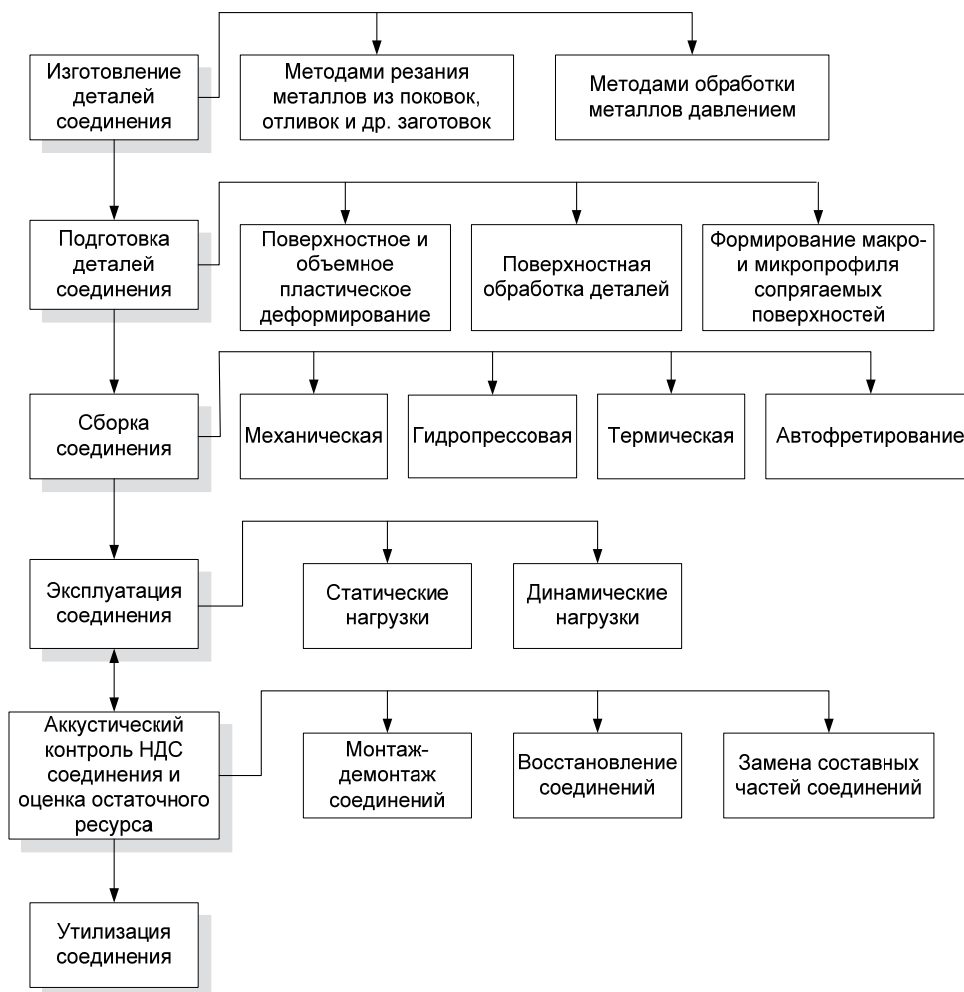 Изготовление
деталей
соединения
Методами резания
металлов из поковок,
отливок и др. заготовок
Методами обработки
металлов давлением
Подготовка
деталей
соединения
Поверхностное и
объемное
пластическое
деформирование
Поверхностная
обработка деталей
Формирование макро-
и микропрофиля
сопрягаемых
поверхностей
Сборка
соединения
Механическая
Гидропрессовая
Термическая
Автофретирование
Эксплуатация
соединения
Статические
нагрузки
Динамические
нагрузки
Аккустический
контроль НДС
соединения и
оценка остаточного
ресурса
Монтаж-
демонтаж
соединений
Восстановление
соединений
Замена составных
частей соединений
Утилизация
соединения